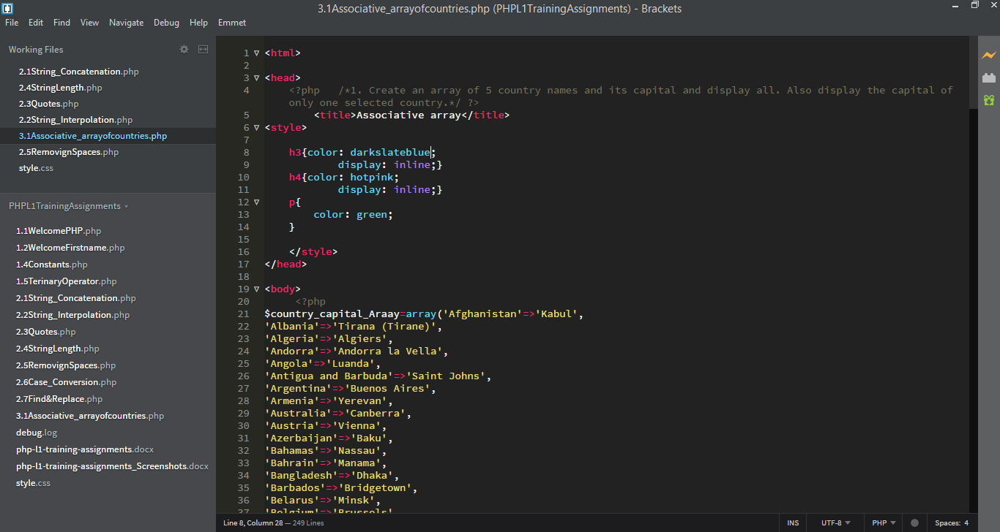 3.1Associative_arrayofcountries.php (PHPL1TrainingAssignments) - Brackets
File Edit Find View Navigate Debug Help Emmet
Working Files
2.1String_Concatenation.php
2.4StringLength.php
2.3Quotes.php
2.2String_Interpolation.php
3.1Associative_arrayofcountries.php
2.5RemovignSpaces.php
style.css
PHPL1TrainingAssignments
1.1WelcomePHP.php
1.2WelcomeFirstname.php
1.4Constants.php
1.5TerinaryOperator.php
2.1String_Concatenation.php
2.2String_Interpolation.php
2.3Quotes.php
2.4StringLength.php
2.5RemovignSpaces.php
2.6Case_Conversion.php
2.7Find&Replace.php
3.1Associative_arrayofcountries.php
debug.log
php-l1-training-assignments.docx
php-l1-training-assignments_Screenshots.docx
style.css
1 <html>
2
3 <head>
4 <?php /*1. Create an array of 5 country names and its capital and display all. Also display the capital of
only one selected country.*/ ?>
5 <title>Associative array</title>
6 <style>
7
8 h3{color: darkslateblue;
9 display: inline;}
10 h4{color: hotpink;
11 display: inline;}
12 p{
13 color: green;
14 }
15
16 </style>
17 </head>
18
19 <body>
20 <?php
21 $country_capital_Araay=array('Afghanistan'=>'Kabul',
22 'Albania'=>'Tirana (Tirane)',
23 'Algeria'=>'Algiers',
24 'Andorra'=>'Andorra la Vella',
25 'Angola'=>'Luanda',
26 'Antigua and Barbuda'=>'Saint Johns',
27 'Argentina'=>'Buenos Aires',
28 'Armenia'=>'Yerevan',
29 'Australia'=>'Canberra',
30 'Austria'=>'Vienna',
31 'Azerbaijan'=>'Baku',
32 'Bahamas'=>'Nassau',
33 'Bahrain'=>'Manama',
34 'Bangladesh'=>'Dhaka',
35 'Barbados'=>'Bridgetown',
36 'Belarus'=>'Minsk',
37 'Belgium'=>'Brussels'
Line 8, Column 28 — 249 Lines
INS UTF-8 PHP Spaces: 4